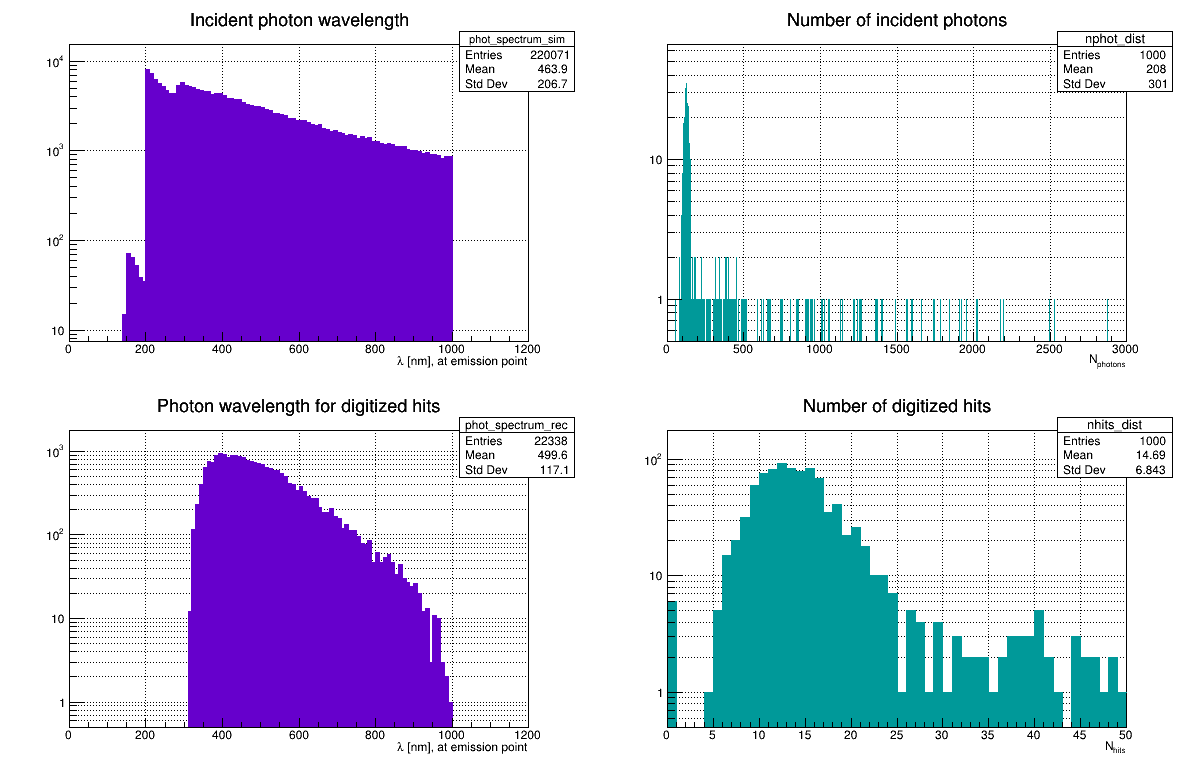 Incident photon wavelength
phot_spectrum_sim
Entries 220071
Mean 463.9
Std Dev 206.7
10^4
10^3
10^2
10
0 200 400 600 800 1000 1200
λ [nm], at emission point
Number of incident photons
nphot_dist
Entries 1000
Mean 208
Std Dev 301
10
1
0 500 1000 1500 2000 2500 3000
N_photons
Photon wavelength for digitized hits
phot_spectrum_rec
Entries 22338
Mean 499.6
Std Dev 117.1
10^3
10^2
10
1
0 200 400 600 800 1000 1200
λ [nm], at emission point
Number of digitized hits
nhits_dist
Entries 1000
Mean 14.69
Std Dev 6.843
10^2
10
1
0 5 10 15 20 25 30 35 40 45 50
N_hits